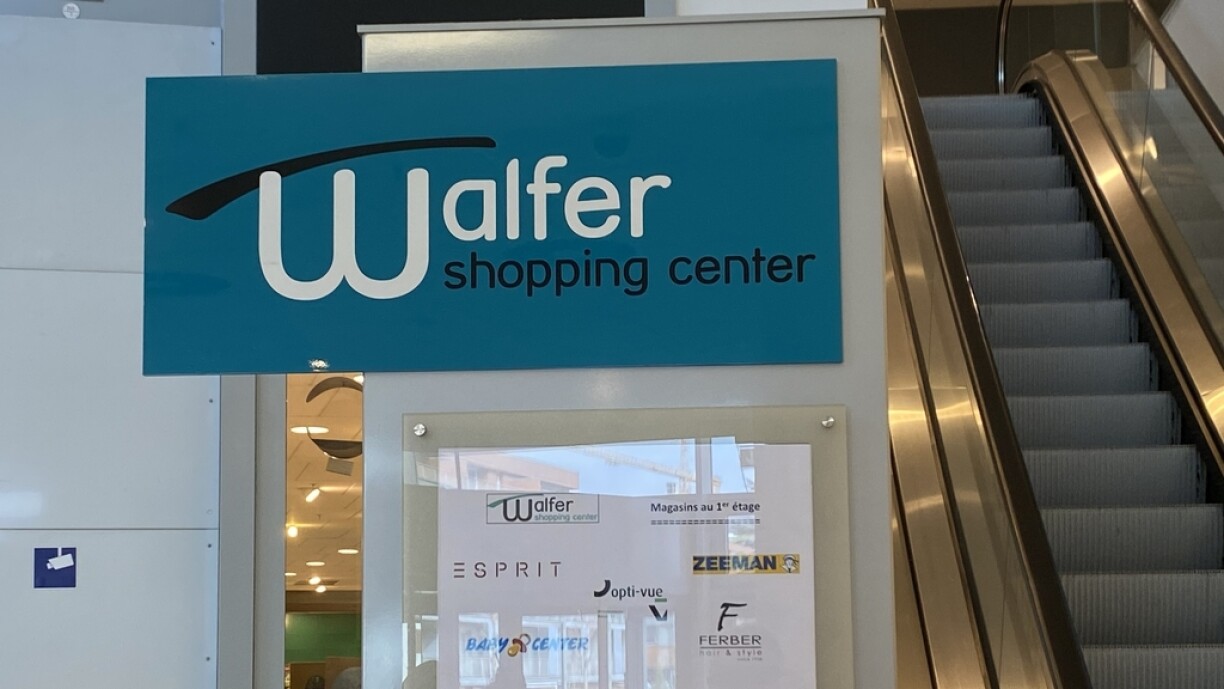 Walfer
shopping center
Walfer
shopping center
Magasins au 1er étage
ESPRIT
ZEEMAN
opti-vue
BABY CENTER
F
FERBER
hair & style